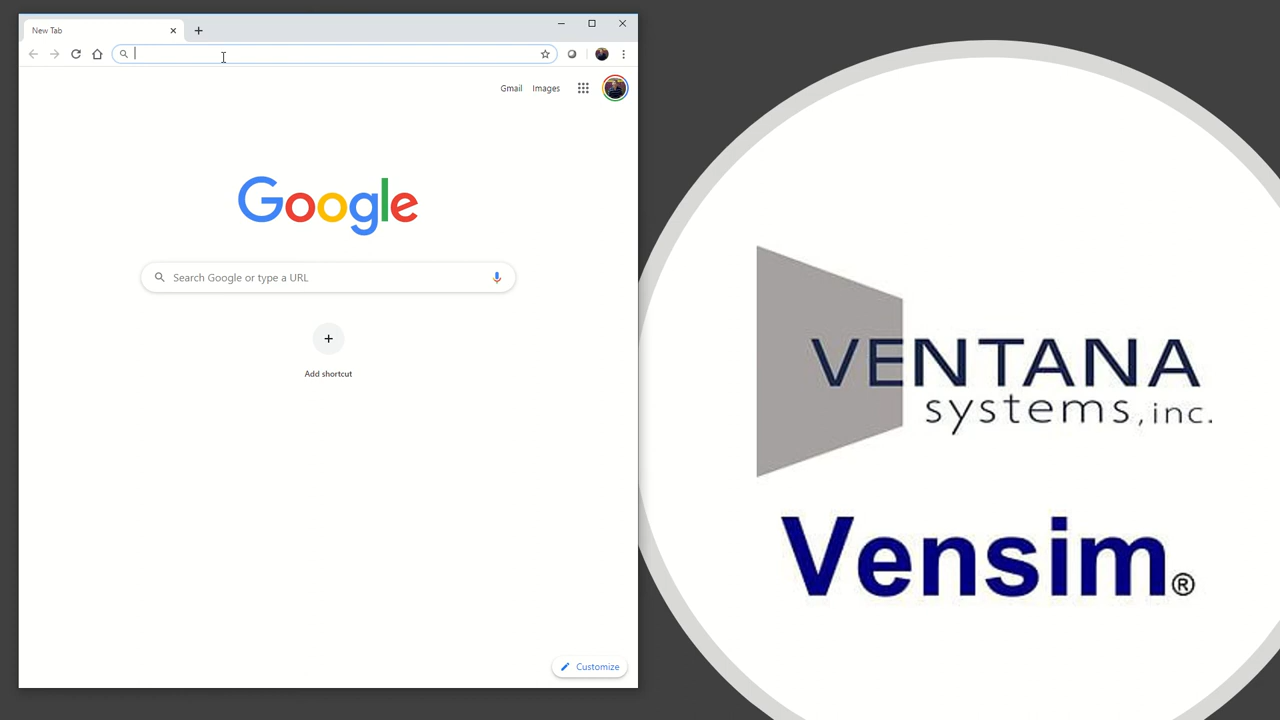 New Tab
Gmail Images
Google
Search Google or type a URL
Add shortcut
Customize
VENTANA
systems, inc.
Vensim®